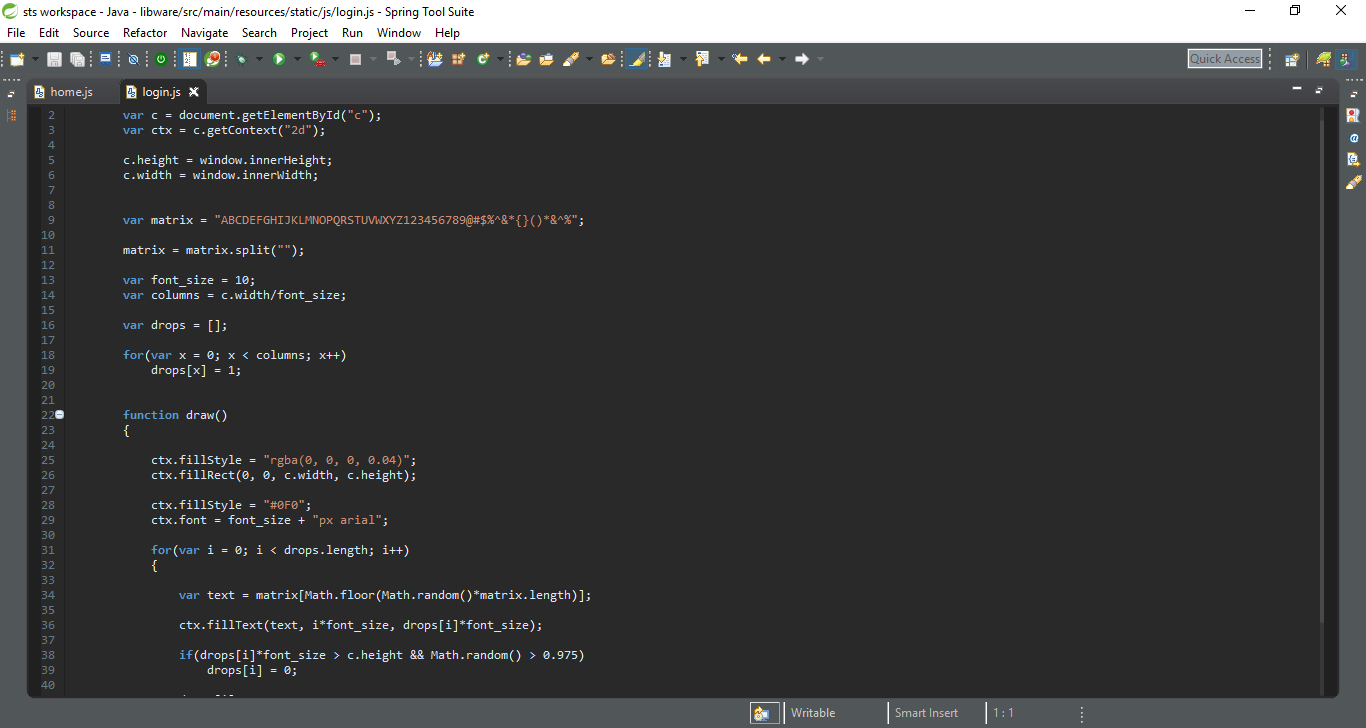 sts workspace - Java - libware/src/main/resources/static/js/login.js - Spring Tool Suite
File Edit Source Refactor Navigate Search Project Run Window Help
Quick Access
home.js login.js
2 var c = document.getElementById("c");
3 var ctx = c.getContext("2d");
4
5 c.height = window.innerHeight;
6 c.width = window.innerWidth;
7
8
9 var matrix = "ABCDEFGHIJKLMNOPQRSTUVWXYZ123456789@#$%^&*{}()*&^%";
10
11 matrix = matrix.split("");
12
13 var font_size = 10;
14 var columns = c.width/font_size;
15
16 var drops = [];
17
18 for(var x = 0; x < columns; x++)
19 drops[x] = 1;
20
21
22 function draw()
23 {
24
25 ctx.fillStyle = "rgba(0, 0, 0, 0.04)";
26 ctx.fillRect(0, 0, c.width, c.height);
27
28 ctx.fillStyle = "#0F0";
29 ctx.font = font_size + "px arial";
30
31 for(var i = 0; i < drops.length; i++)
32 {
33
34 var text = matrix[Math.floor(Math.random()*matrix.length)];
35
36 ctx.fillText(text, i*font_size, drops[i]*font_size);
37
38 if(drops[i]*font_size > c.height && Math.random() > 0.975)
39 drops[i] = 0;
40
Writable Smart Insert 1 : 1